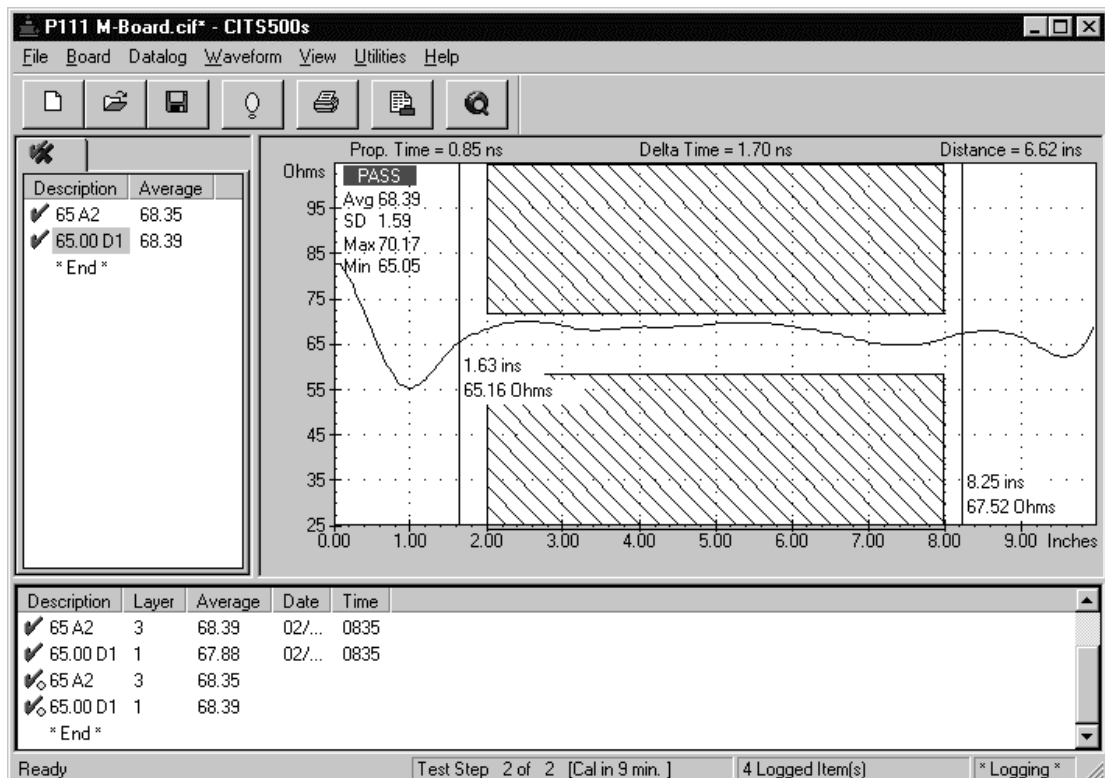 P111 M-Board.cif* - CITS500s
File Board Datalog Waveform View Utilities Help
Description Average
65 A2 68.35
65.00 D1 68.39
* End *
Prop. Time = 0.85 ns Delta Time = 1.70 ns Distance = 6.62 ins
Ohms
PASS
Avg 68.39
SD 1.59
Max 70.17
Min 65.05
95
85
75
65
55
45
35
25
1.63 ins
65.16 Ohms
8.25 ins
67.52 Ohms
0.00 1.00 2.00 3.00 4.00 5.00 6.00 7.00 8.00 9.00 Inches
Description Layer Average Date Time
65 A2 3 68.39 02/... 0835
65.00 D1 1 67.88 02/... 0835
65 A2 3 68.35
65.00 D1 1 68.39
* End *
Ready Test Step 2 of 2 [Cal in 9 min. ] 4 Logged Item(s) * Logging *